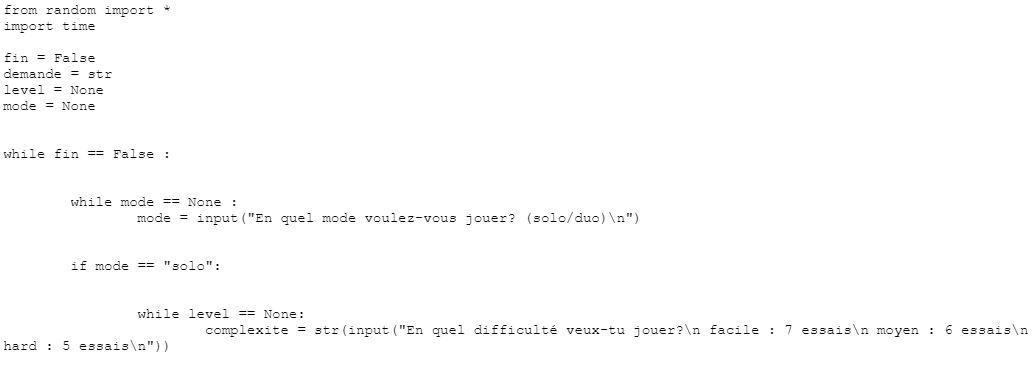 from random import *
import time
fin = False
demande = str
level = None
mode = None
while fin == False :
while mode == None :
mode = input("En quel mode voulez-vous jouer? (solo/duo)\n")
if mode == "solo":
while level == None:
complexite = str(input("En quel difficulté veux-tu jouer?\n facile : 7 essais\n moyen : 6 essais\n
hard : 5 essais\n"))